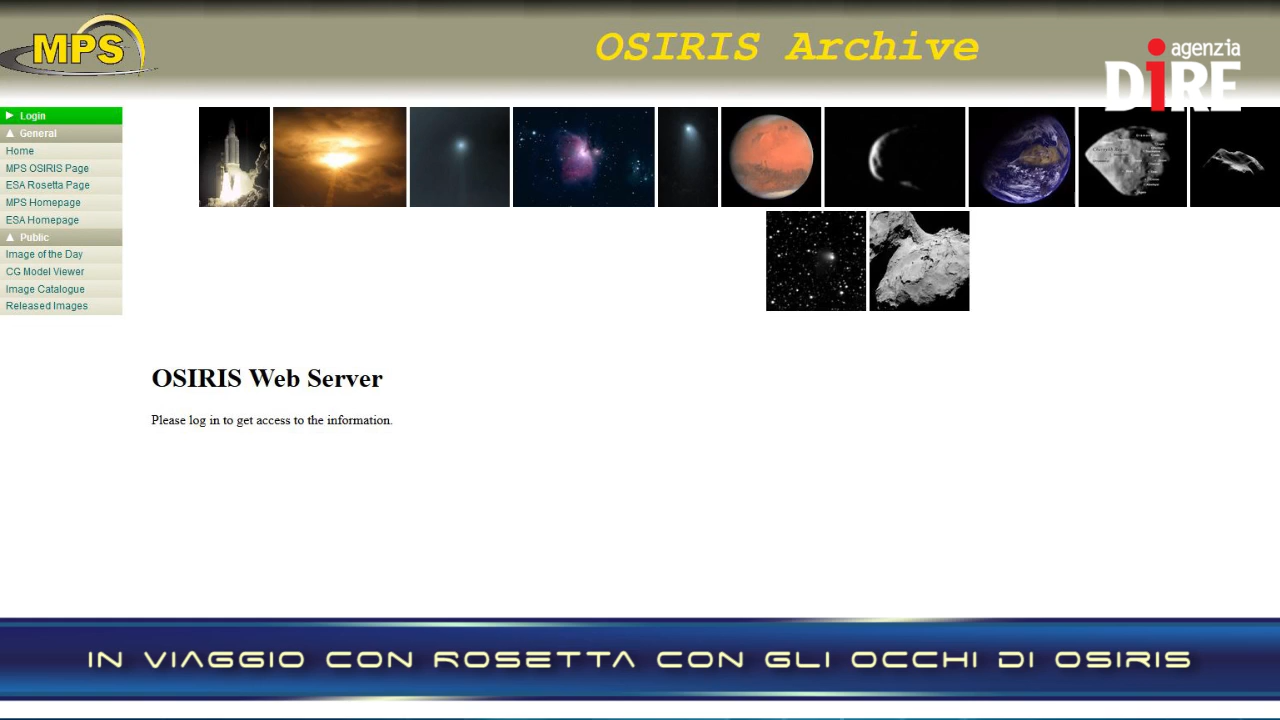 MPS
OSIRIS Archive
agenzia
DiRE
Login
General
Home
MPS OSIRIS Page
ESA Rosetta Page
MPS Homepage
ESA Homepage
Public
Image of the Day
CG Model Viewer
Image Catalogue
Released Images
OSIRIS Web Server
Please log in to get access to the information.
IN VIAGGIO CON ROSETTA CON GLI OCCHI DI OSIRIS